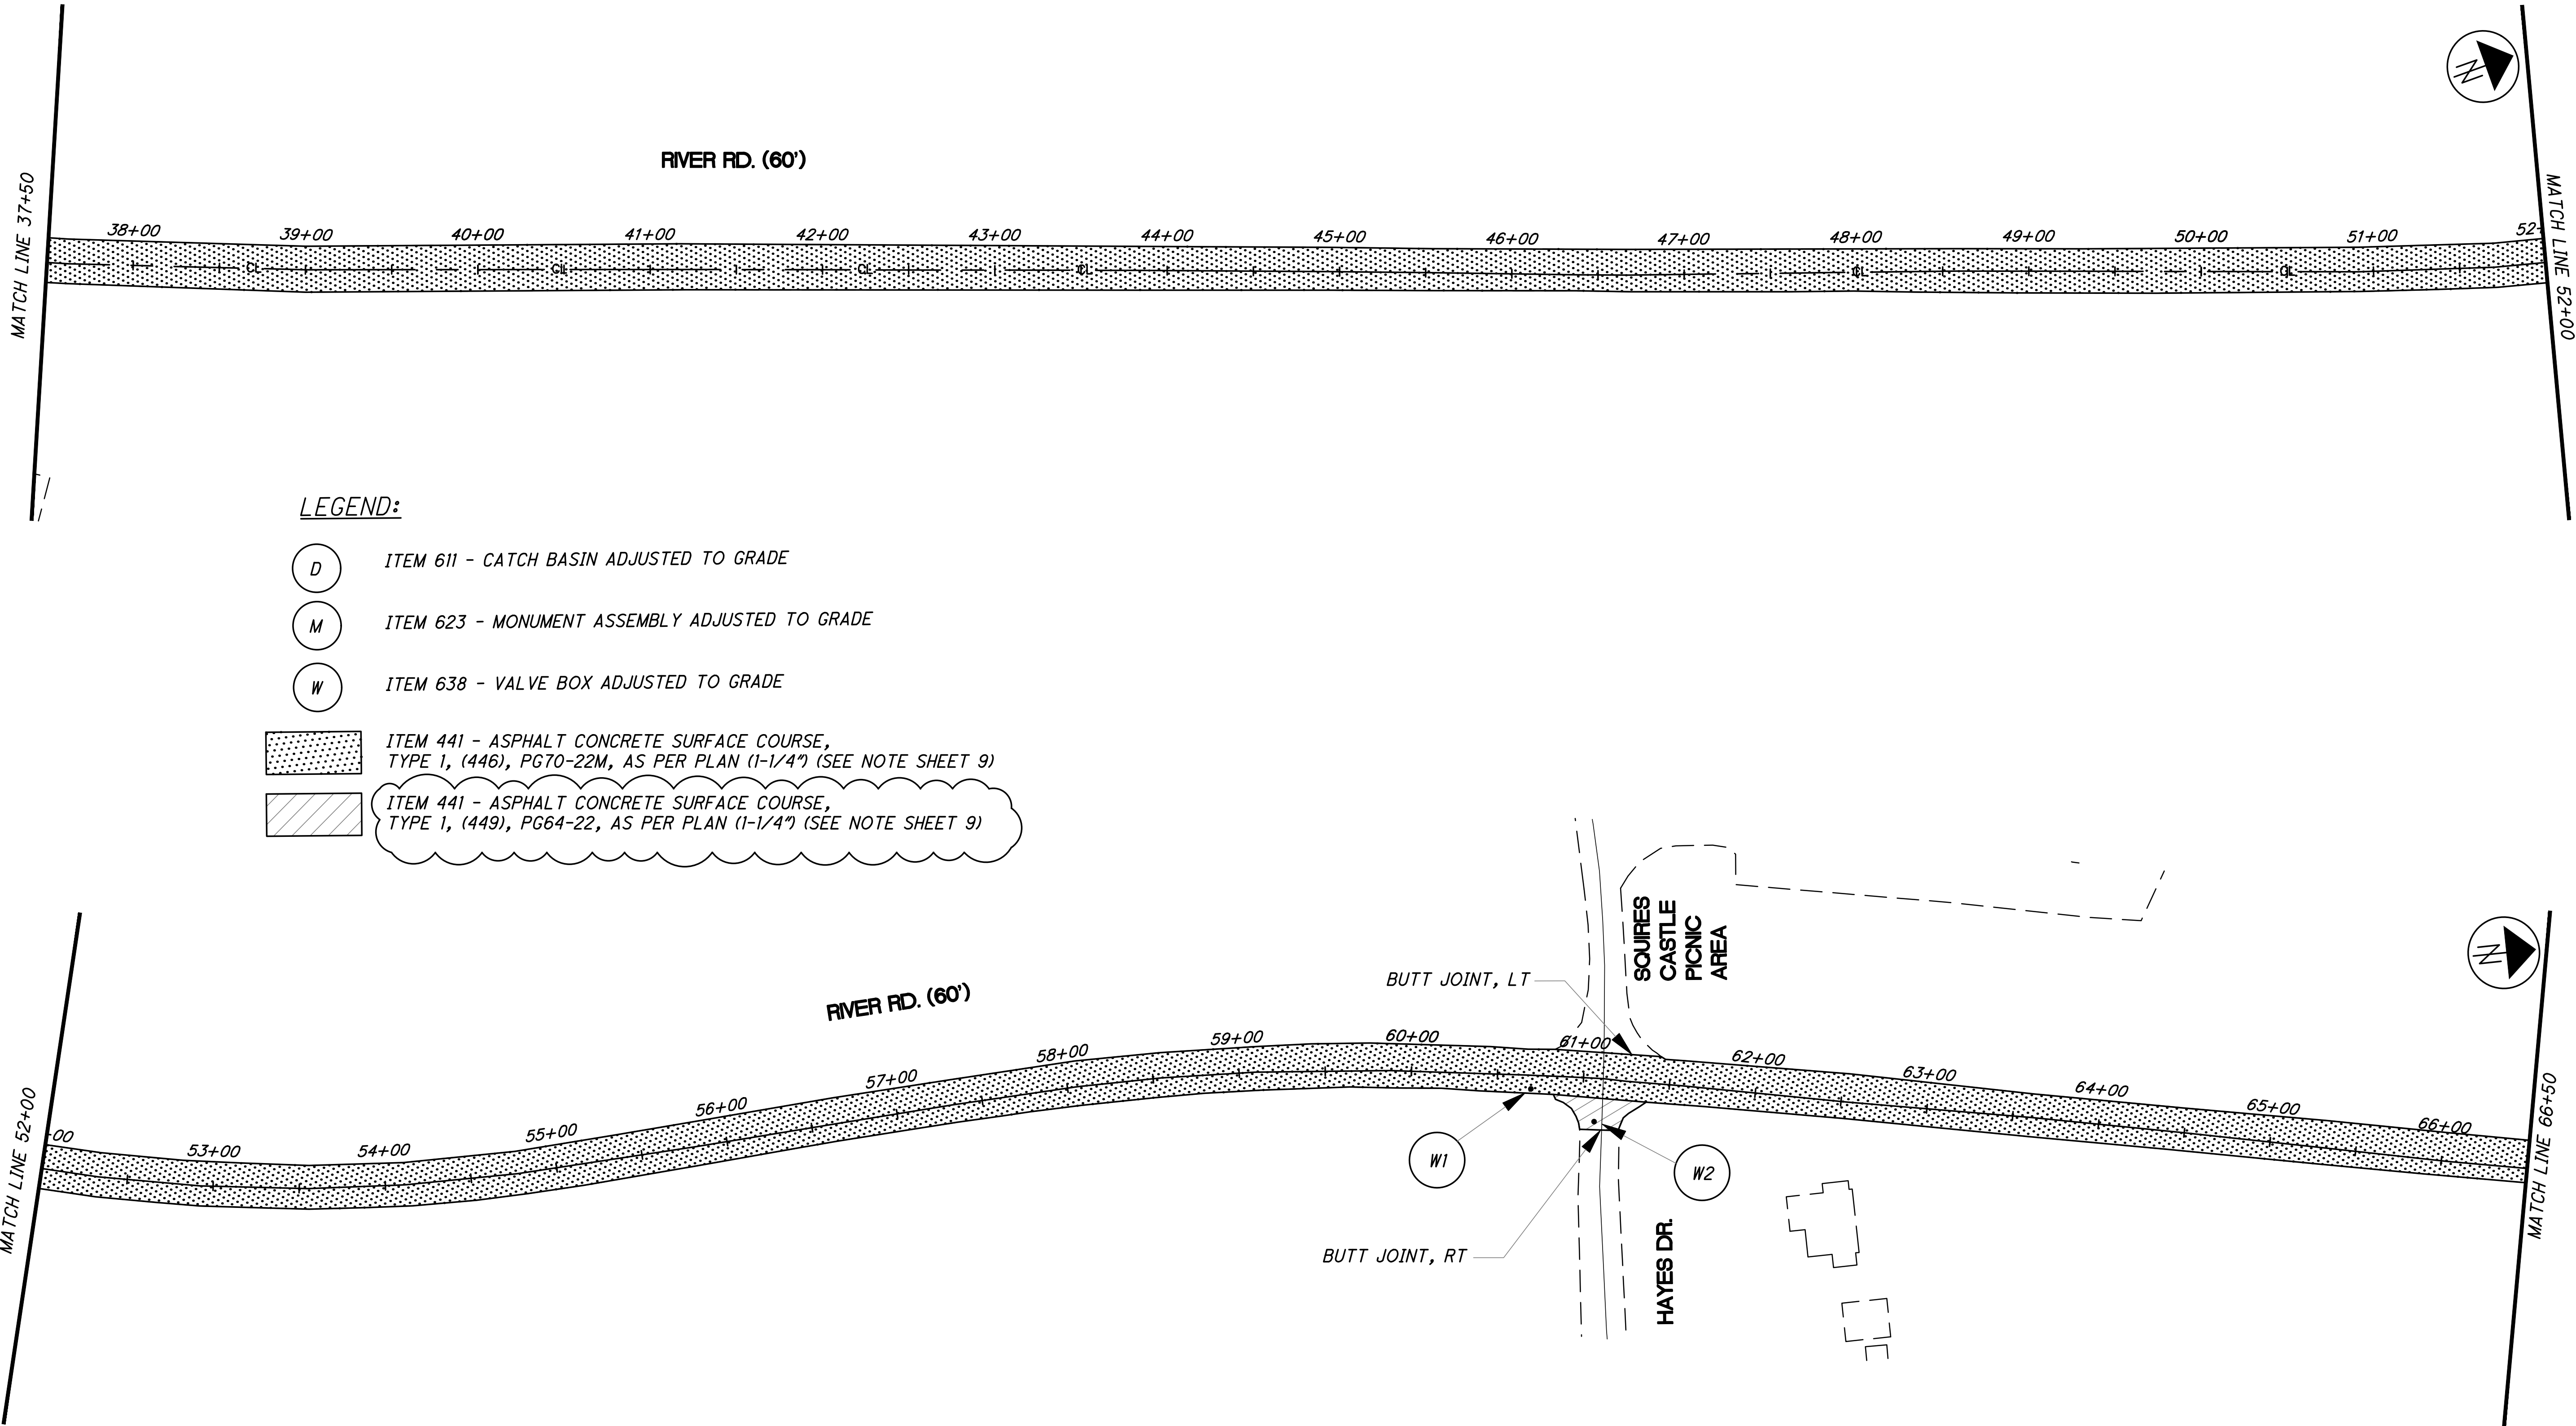 N
RIVER RD. (60')
MATCH LINE 37+50
MATCH LINE 52+00
38+00
39+00
40+00
41+00
42+00
43+00
44+00
45+00
46+00
47+00
48+00
49+00
50+00
51+00
52+
CL
CL
CL
CL
CL
CL
LEGEND:
D
ITEM 611 - CATCH BASIN ADJUSTED TO GRADE
M
ITEM 623 - MONUMENT ASSEMBLY ADJUSTED TO GRADE
W
ITEM 638 - VALVE BOX ADJUSTED TO GRADE
ITEM 441 - ASPHALT CONCRETE SURFACE COURSE,
TYPE 1, (446), PG70-22M, AS PER PLAN (1-1/4") (SEE NOTE SHEET 9)
ITEM 441 - ASPHALT CONCRETE SURFACE COURSE,
TYPE 1, (449), PG64-22, AS PER PLAN (1-1/4") (SEE NOTE SHEET 9)
SQUIRES
CASTLE
PICNIC
AREA
N
BUTT JOINT, LT
RIVER RD. (60')
MATCH LINE 52+00
MATCH LINE 66+50
+00
53+00
54+00
55+00
56+00
57+00
58+00
59+00
60+00
61+00
62+00
63+00
64+00
65+00
66+00
W1
W2
BUTT JOINT, RT
HAYES DR.